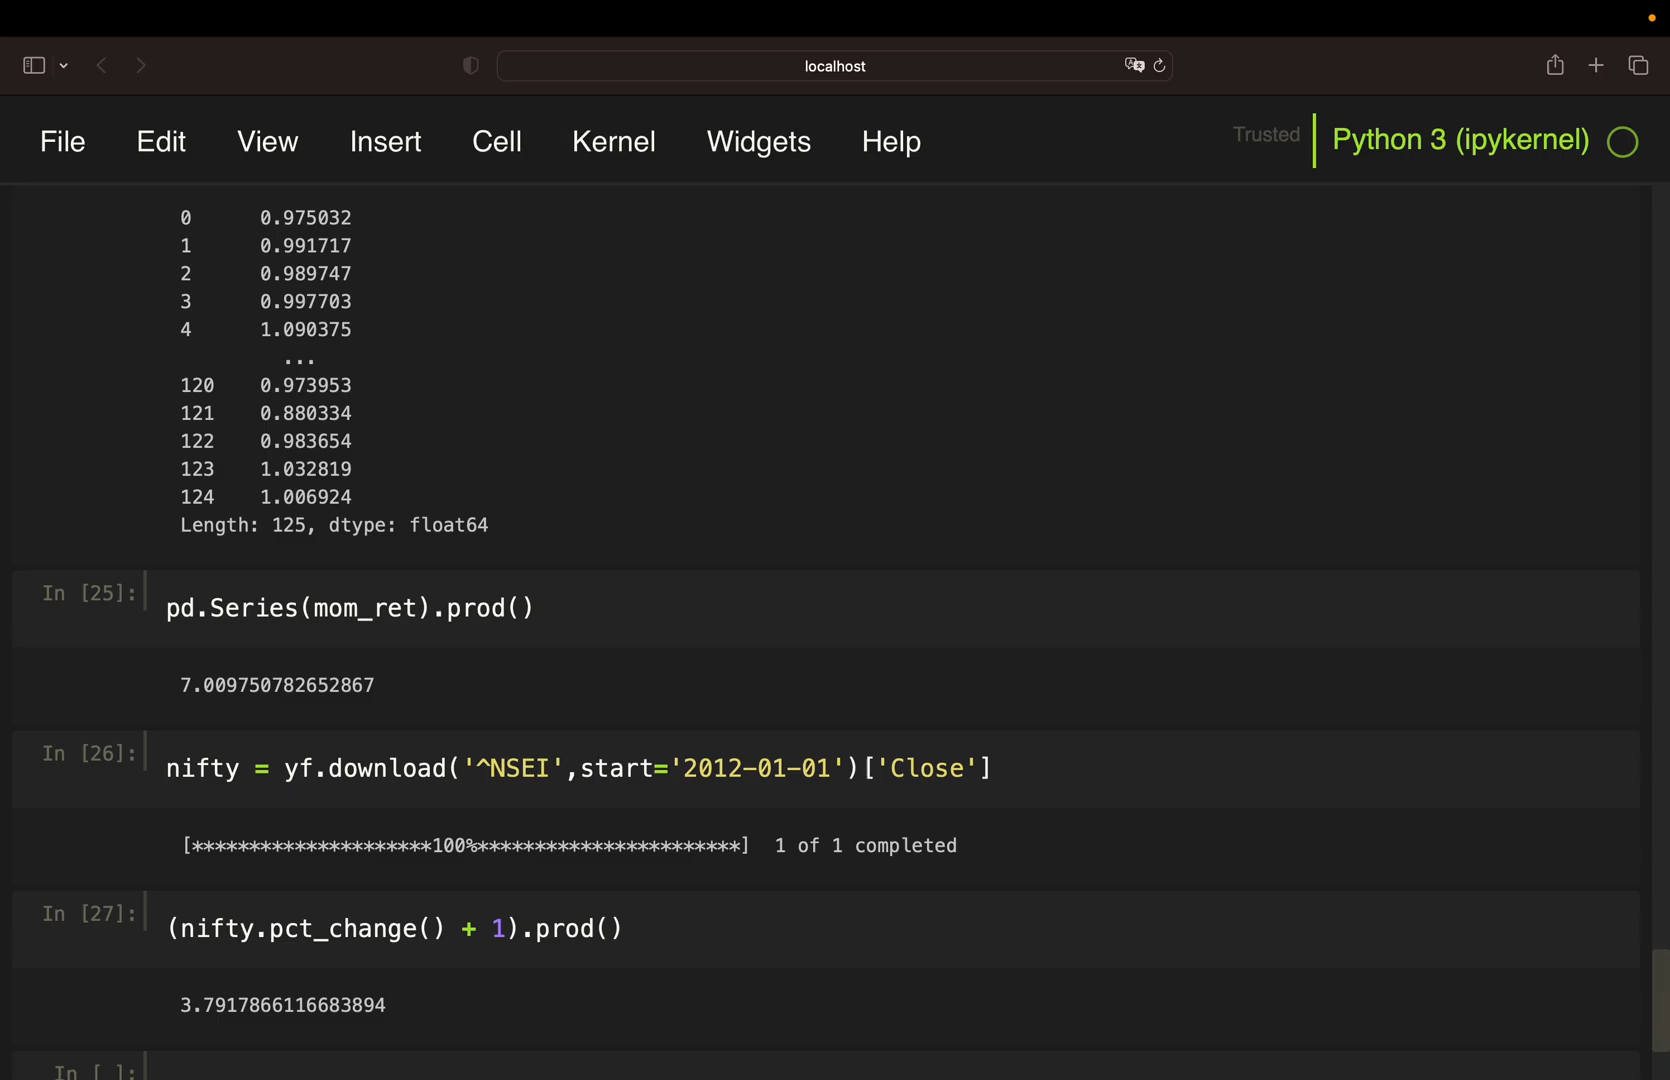 localhost
File Edit View Insert Cell Kernel Widgets Help Trusted Python 3 (ipykernel)
0 0.975032
1 0.991717
2 0.989747
3 0.997703
4 1.090375
...
120 0.973953
121 0.880334
122 0.983654
123 1.032819
124 1.006924
Length: 125, dtype: float64
In [25]: pd.Series(mom_ret).prod()
7.009750782652867
In [26]: nifty = yf.download('^NSEI',start='2012-01-01')['Close']
[*********************100%***********************] 1 of 1 completed
In [27]: (nifty.pct_change() + 1).prod()
3.7917866116683894
In [ ]: